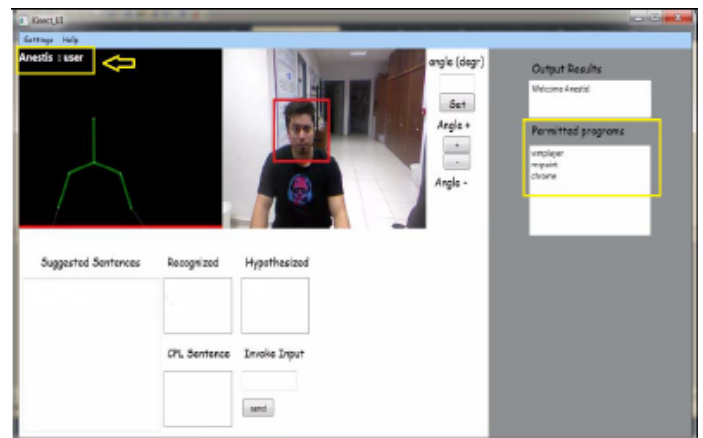 Kinect_UI
Settings Help
Anestis : user
angle (degr)
Set
Angle +
+
-
Angle -
Output Results
Welcome Anestis!
Permitted programs
wmplayer
mspaint
chrome
Suggested Sentences
Recognized
Hypothesized
CPL Sentence
Invoke Input
send